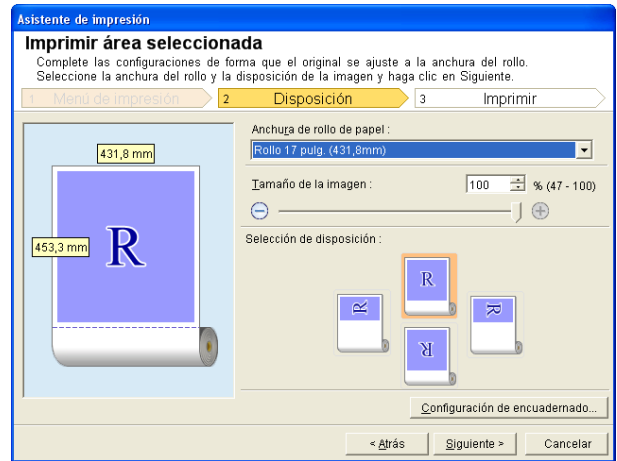 Asistente de impresión
Imprimir área seleccionada
Complete las configuraciones de forma que el original se ajuste a la anchura del rollo.
Seleccione la anchura del rollo y la disposición de la imagen y haga clic en Siguiente.
1 Menú de impresión 2 Disposición 3 Imprimir
431,8 mm
453,3 mm
R
Anchura de rollo de papel :
Rollo 17 pulg. (431,8mm)
Tamaño de la imagen : 100 % (47 - 100)
Selección de disposición :
R
R
R
R
Configuración de encuadernado...
< Atrás Siguiente > Cancelar